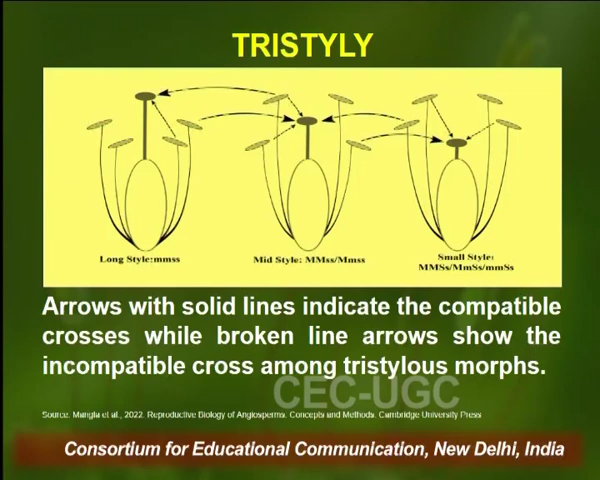 TRISTYLY
Long Style:mmss
Mid Style: MMss/Mmss
Small Style:
MMSs/MmSs/mmSs
Arrows with solid lines indicate the compatible
crosses while broken line arrows show the
incompatible cross among tristylous morphs.
CEC-UGC
Source: Mangla et al., 2022. Reproductive Biology of Angiosperms. Concepts and Methods. Cambridge University Press
Consortium for Educational Communication, New Delhi, India